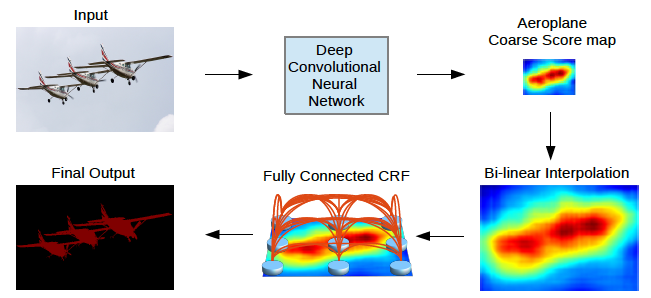 Input
Deep
Convolutional
Neural
Network
Aeroplane
Coarse Score map
Final Output
Fully Connected CRF
Bi-linear Interpolation